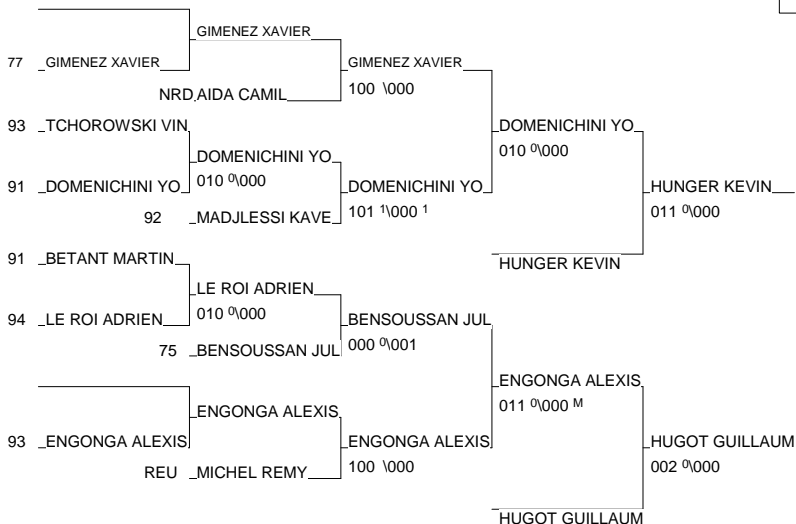 GIMENEZ XAVIER
77 GIMENEZ XAVIER GIMENEZ XAVIER
NRD AIDA CAMIL 100 \000
93 TCHOROWSKI VIN DOMENICHINI YO
DOMENICHINI YO 010 0\000
010 0\000
91 DOMENICHINI YO DOMENICHINI YO HUNGER KEVIN
92 MADJLESSI KAVE 101 1\000 1 011 0\000
91 BETANT MARTIN HUNGER KEVIN
LE ROI ADRIEN
94 LE ROI ADRIEN 010 0\000 BENSOUSSAN JUL
75 BENSOUSSAN JUL 000 0\001
ENGONGA ALEXIS
ENGONGA ALEXIS 011 0\000 M
93 ENGONGA ALEXIS ENGONGA ALEXIS HUGOT GUILLAUM
REU MICHEL REMY 100 \000 002 0\000
HUGOT GUILLAUM